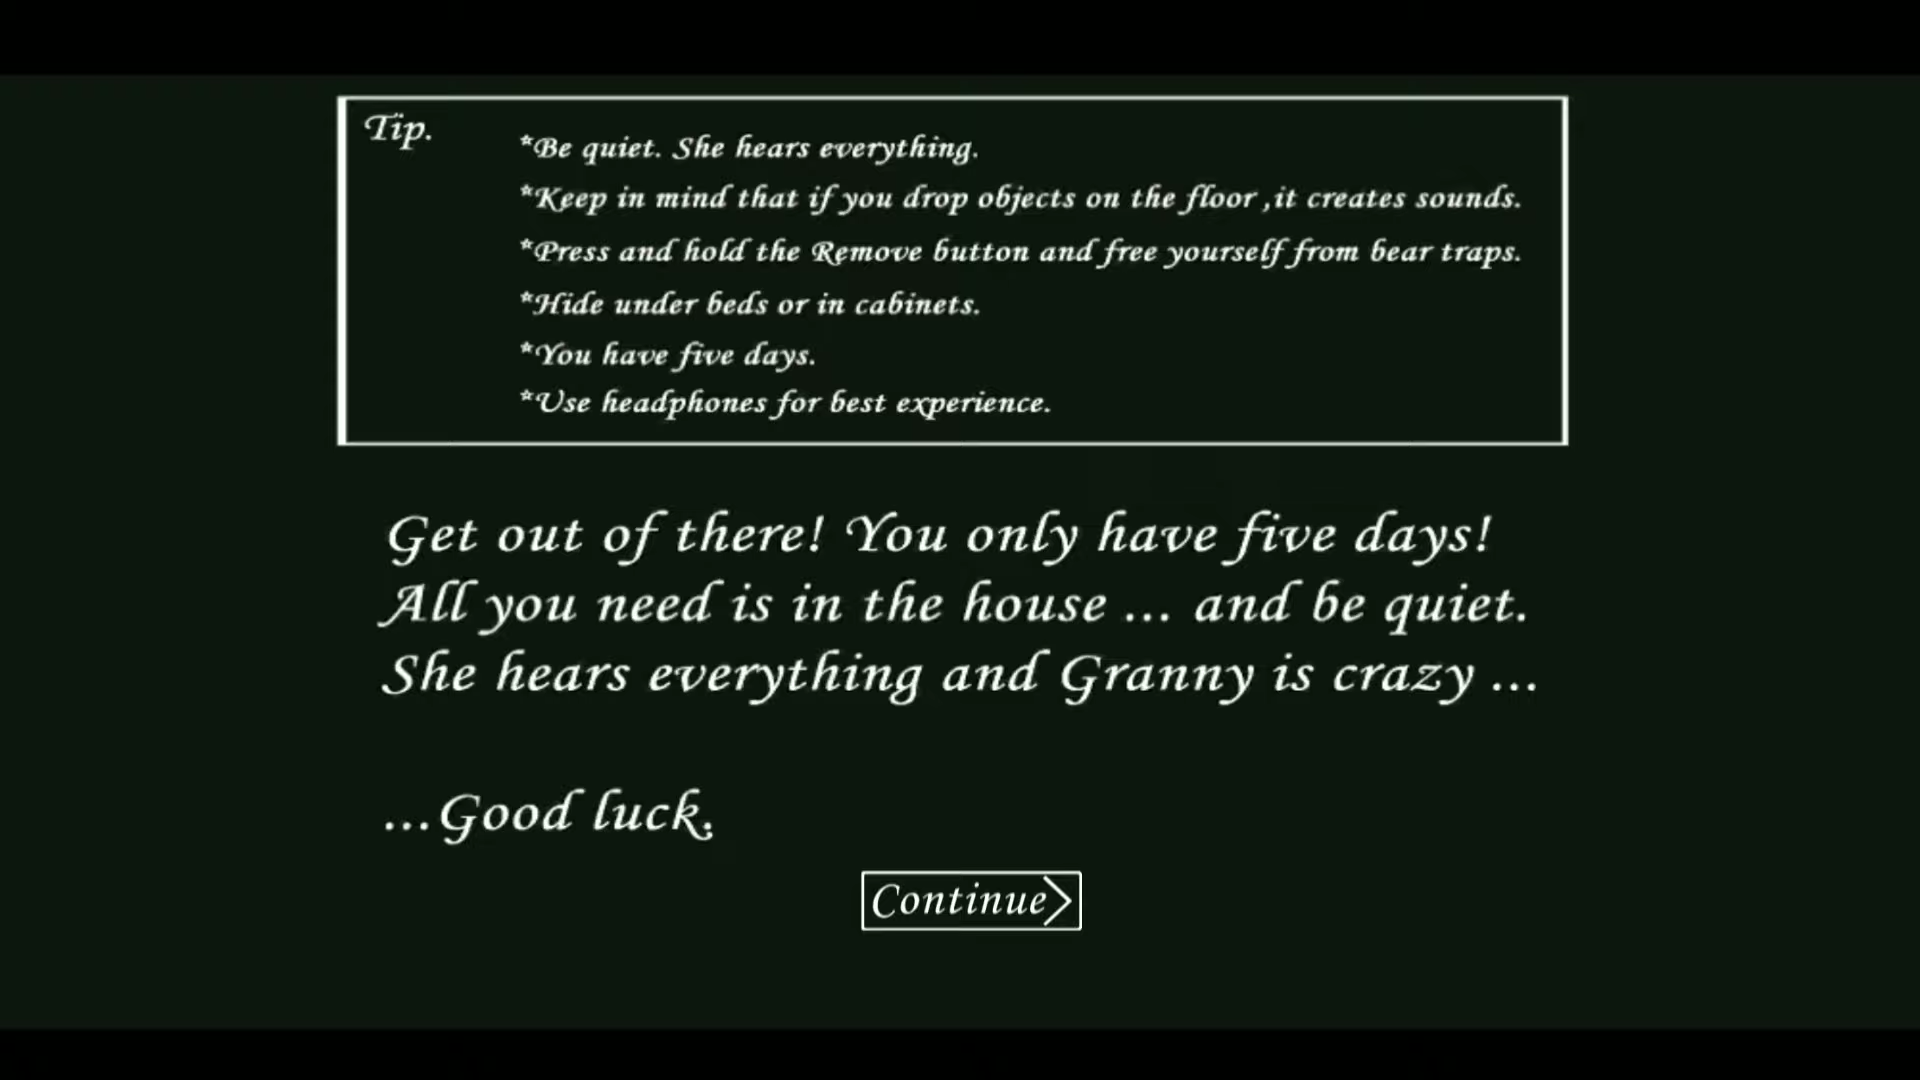 Tip.
*Be quiet. She hears everything.
*Keep in mind that if you drop objects on the floor ,it creates sounds.
*Press and hold the Remove button and free yourself from bear traps.
*Hide under beds or in cabinets.
*You have five days.
*Use headphones for best experience.
Get out of there! You only have five days!
All you need is in the house ... and be quiet.
She hears everything and Granny is crazy ...
...Good luck.
Continue>